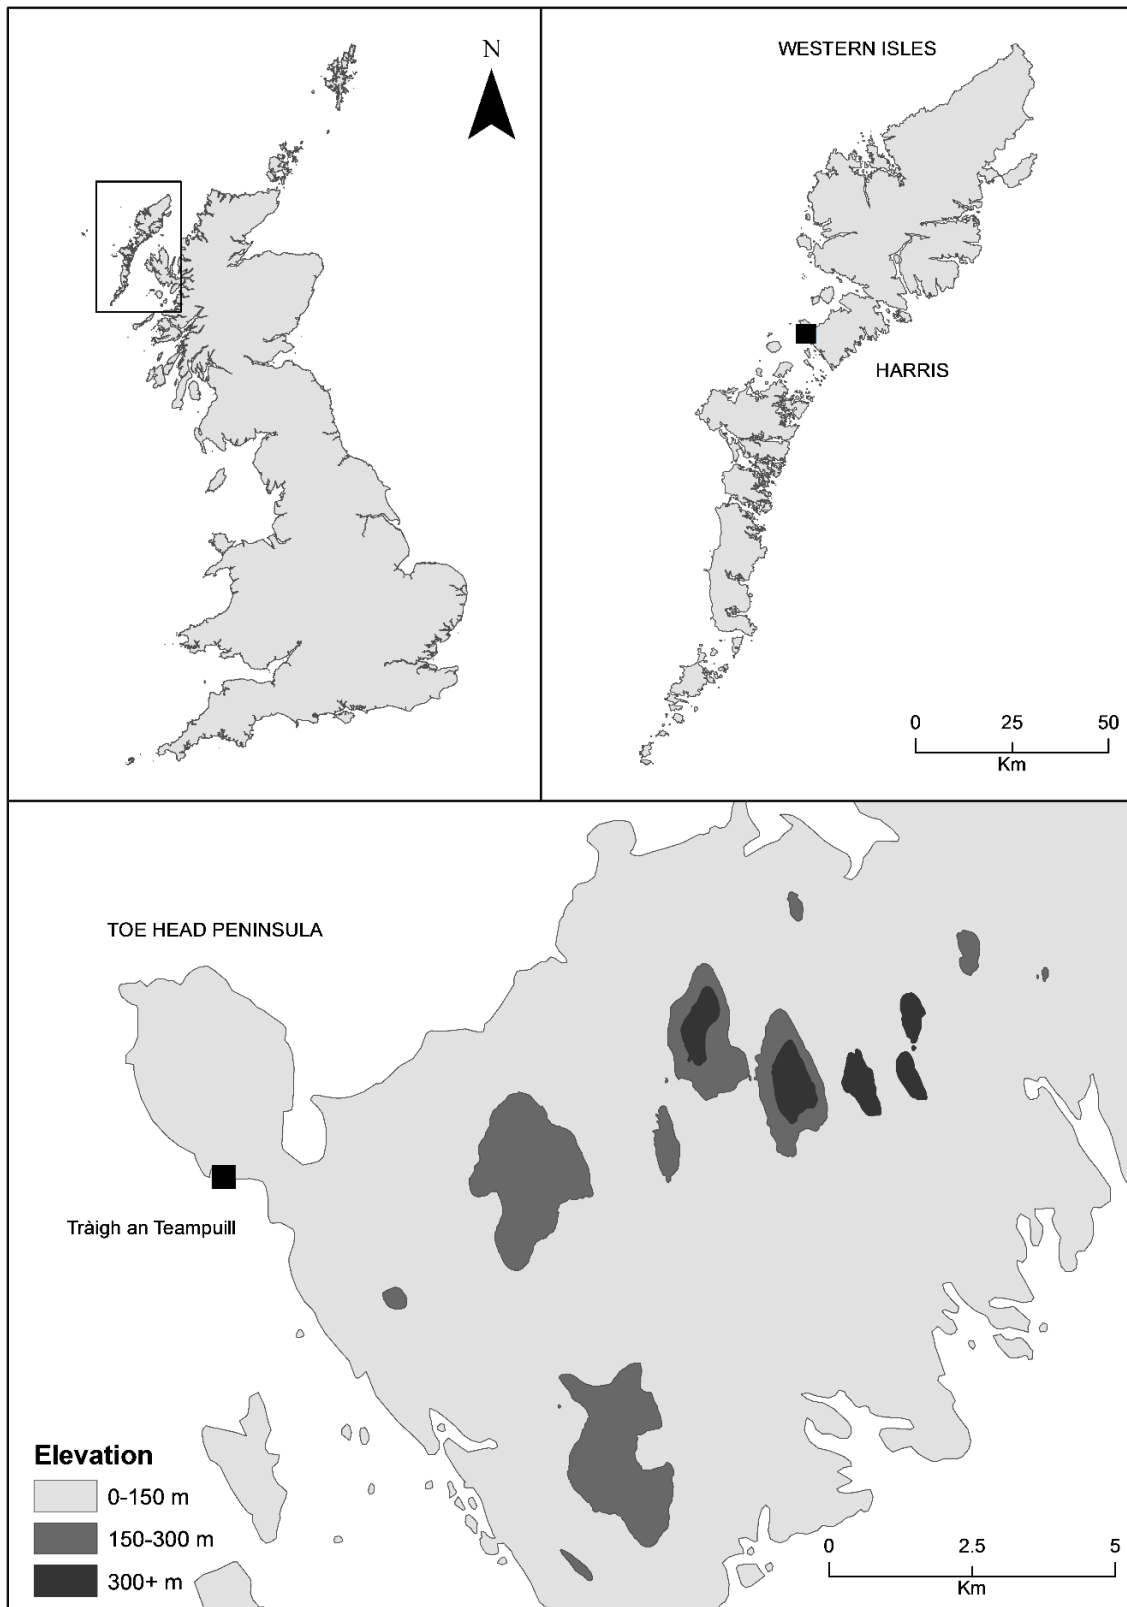 N
WESTERN ISLES
HARRIS
0 25 50
Km
TOE HEAD PENINSULA
Tràigh an Teampuill
Elevation
0-150 m
150-300 m
300+ m
0 2.5 5
Km